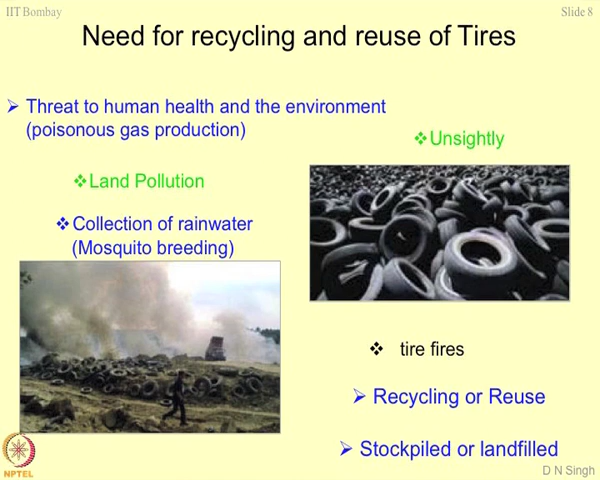 IIT Bombay
Slide 8
Need for recycling and reuse of Tires
Threat to human health and the environment
(poisonous gas production)
Unsightly
Land Pollution
Collection of rainwater
(Mosquito breeding)
tire fires
Recycling or Reuse
Stockpiled or landfilled
NPTEL
D N Singh